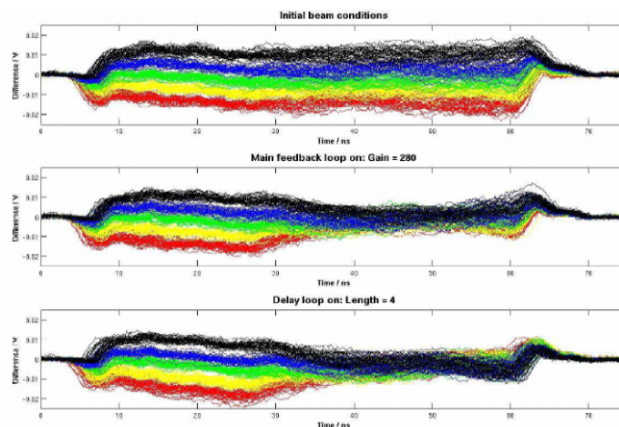 Initial beam conditions
0.02
0.01
0
-0.01
-0.02
Difference / V
0 10 20 30 40 50 60 70
Time / ns
Main feedback loop on: Gain = 280
0.02
0.01
0
-0.01
-0.02
Difference / V
0 10 20 30 40 50 60 70
Time / ns
Delay loop on: Length = 4
0.02
0.01
0
-0.01
-0.02
Difference / V
0 10 20 30 40 50 60 70
Time / ns